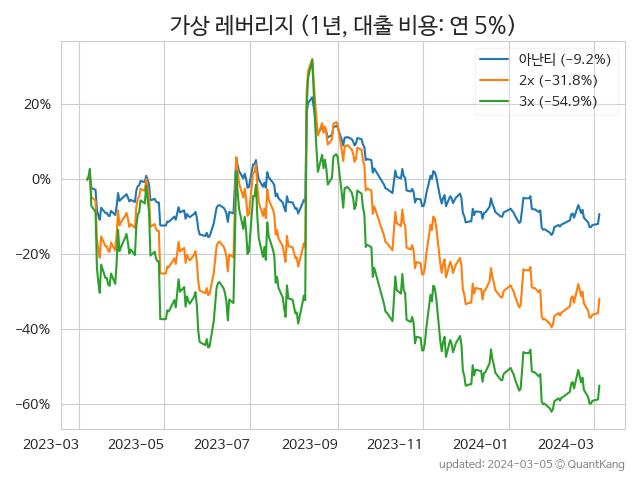 가상 레버리지 (1년, 대출 비용: 연 5%)
아난티 (−9.2%)
2x (−31.8%)
3x (−54.9%)
20%
0%
−20%
−40%
−60%
2023−03 2023−05 2023−07 2023−09 2023−11 2024−01 2024−03
updated: 2024−03−05 © QuantKang